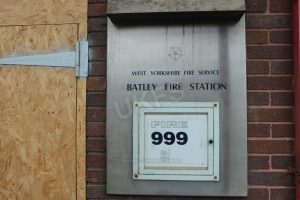 WEST YORKSHIRE FIRE SERVICE
BATLEY FIRE STATION
FIRE
999